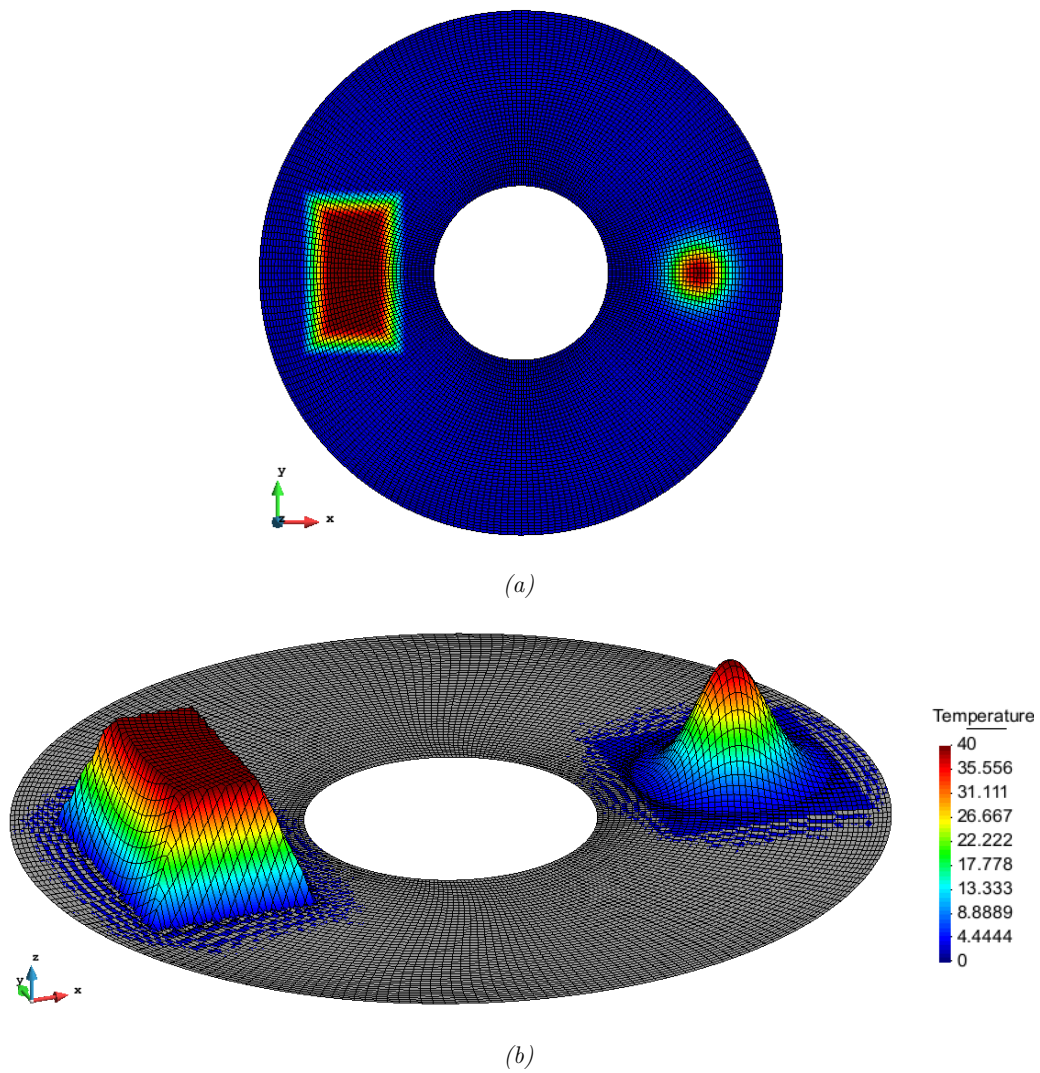 y
z
x
(a)
Temperature
40
35.556
31.111
26.667
22.222
17.778
13.333
8.8889
4.4444
0
z
y
x
(b)